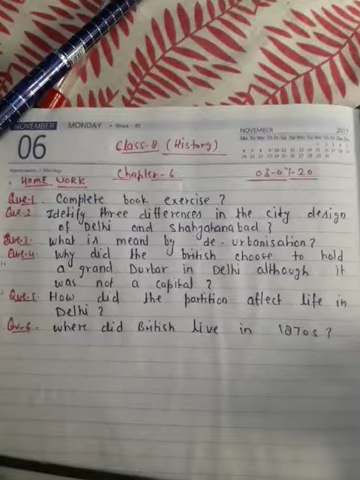 NOVEMBER MONDAY • Week - 45
06
NOVEMBER 2017
Class-8 (History)
Chapter-6 03-07-20
HOME WORK
Que-1 Complete book exercise ?
Que-2 Idetify three differences in the city design
of Delhi and Shahjahanabad ?
Que-3 What is meant by de-urbanisation ?
Que-4 Why did the british choose to hold
a grand Durbar in Delhi although it
was not a capital ?
Que-5 How did the partition affect life in
Delhi ?
Que-6 where did British live in 1870s ?